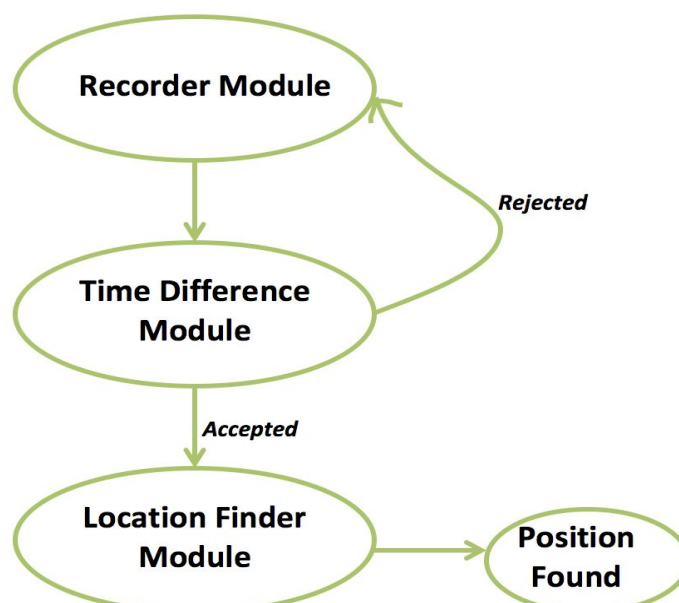 Recorder Module
Rejected
Time Difference
Module
Accepted
Location Finder
Module
Position
Found